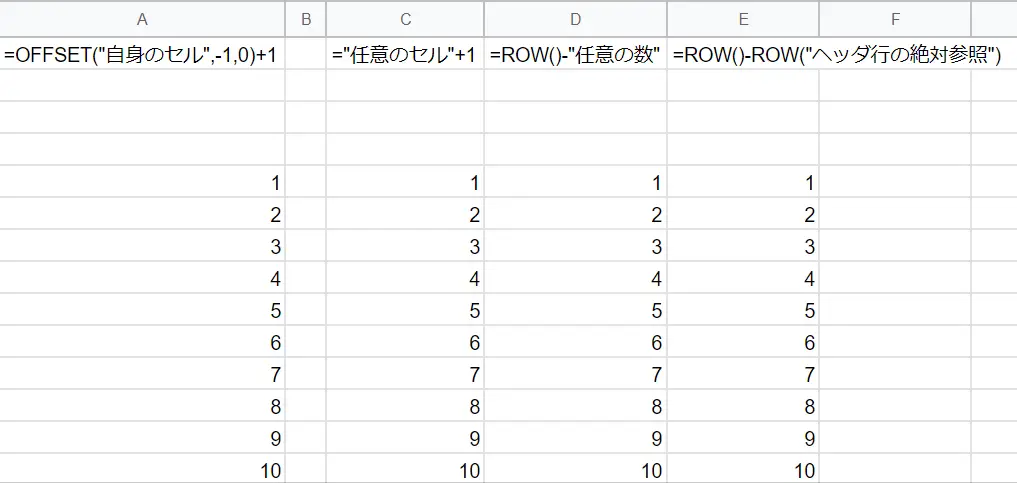 A B C D E F
=OFFSET("自身のセル",-1,0)+1 ="任意のセル"+1 =ROW()-"任意の数" =ROW()-ROW("ヘッダ行の絶対参照")
1 1 1 1
2 2 2 2
3 3 3 3
4 4 4 4
5 5 5 5
6 6 6 6
7 7 7 7
8 8 8 8
9 9 9 9
10 10 10 10